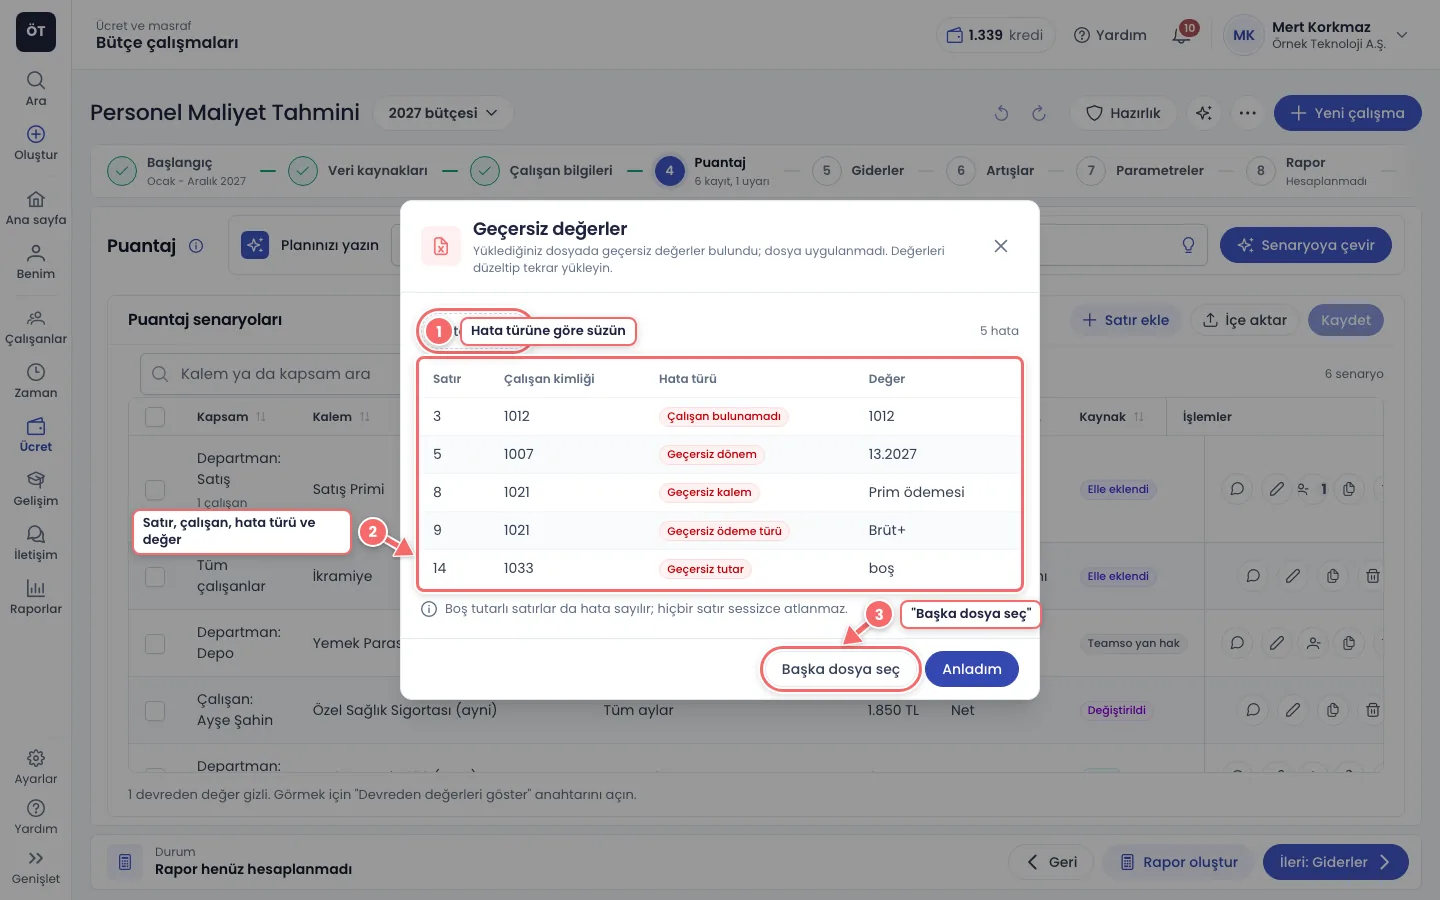 ÖT
Ara
Oluştur
Ana sayfa
Benim
Çalışanlar
Zaman
Ücret
Gelişim
İletişim
Raporlar
Ayarlar
Yardım
Genişlet
Ücret ve masraf
Bütçe çalışmaları
1.339 kredi
Yardım
10
MK
Mert Korkmaz
Örnek Teknoloji A.Ş.
Personel Maliyet Tahmini
2027 bütçesi
Hazırlık
Yeni çalışma
Başlangıç
Ocak - Aralık 2027
Veri kaynakları
Çalışan bilgileri
4
Puantaj
6 kayıt, 1 uyarı
5 Giderler
6 Artışlar
7 Parametreler
8 Rapor
Hesaplanmadı
Puantaj
Planınızı yazın
Senaryoya çevir
Puantaj senaryoları
Satır ekle
İçe aktar
Kaydet
Kalem ya da kapsam ara
6 senaryo
Kapsam
Kalem
Kaynak
İşlemler
Departman:
Satış
1 çalışan
Satış Primi
Elle eklendi
1
Tüm
çalışanlar
İkramiye
Elle eklendi
Departman:
Depo
Yemek Paras
Teamso yan hak
Çalışan:
Ayşe Şahin
Özel Sağlık Sigortası (ayni)
Tüm aylar
1.850 TL
Net
Değiştirildi
Departman:
1 devreden değer gizli. Görmek için "Devreden değerleri göster" anahtarını açın.
Durum
Rapor henüz hesaplanmadı
Geri
Rapor oluştur
İleri: Giderler
Geçersiz değerler
Yüklediğiniz dosyada geçersiz değerler bulundu; dosya uygulanmadı. Değerleri
düzeltip tekrar yükleyin.
1
Hata türüne göre süzün
5 hata
Satır Çalışan kimliği Hata türü Değer
3 1012 Çalışan bulunamadı 1012
5 1007 Geçersiz dönem 13.2027
8 1021 Geçersiz kalem Prim ödemesi
9 1021 Geçersiz ödeme türü Brüt+
14 1033 Geçersiz tutar boş
Satır, çalışan, hata türü ve
değer
2
Boş tutarlı satırlar da hata sayılır; hiçbir satır sessizce atlanmaz.
3
"Başka dosya seç"
Başka dosya seç
Anladım